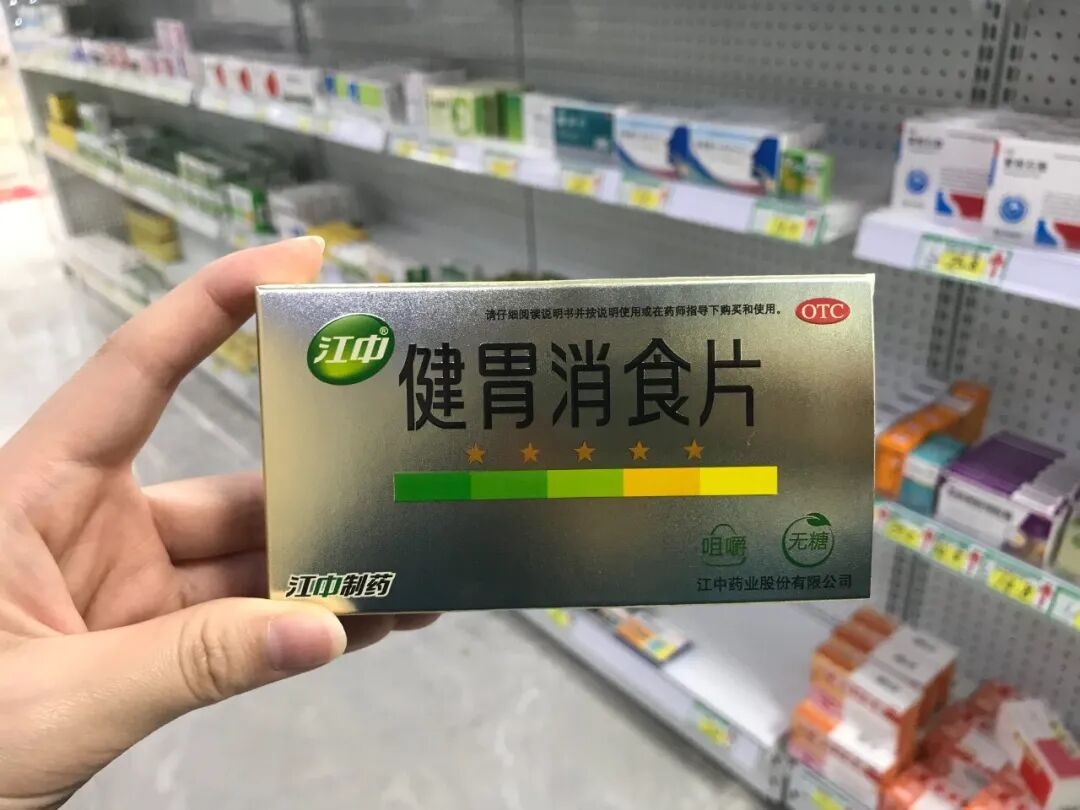 请仔细阅读说明书并按说明使用或在药师指导下购买和使用。
OTC
江中®
健胃消食片
咀嚼
无糖
江中制药
江中药业股份有限公司